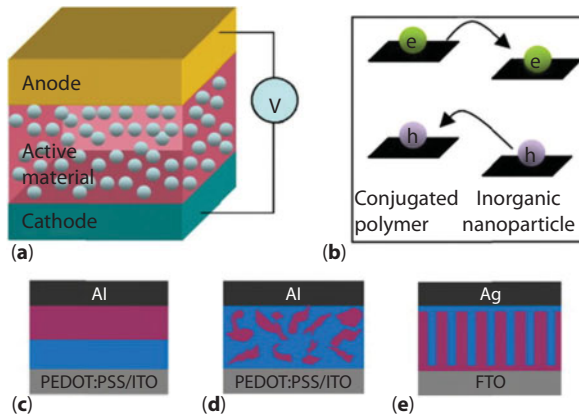 Anode
Active
material
Cathode
V
(a)
e
e
h
h
Conjugated
polymer
Inorganic
nanoparticle
(b)
Al
PEDOT:PSS/ITO
(c)
Al
PEDOT:PSS/ITO
(d)
Ag
FTO
(e)